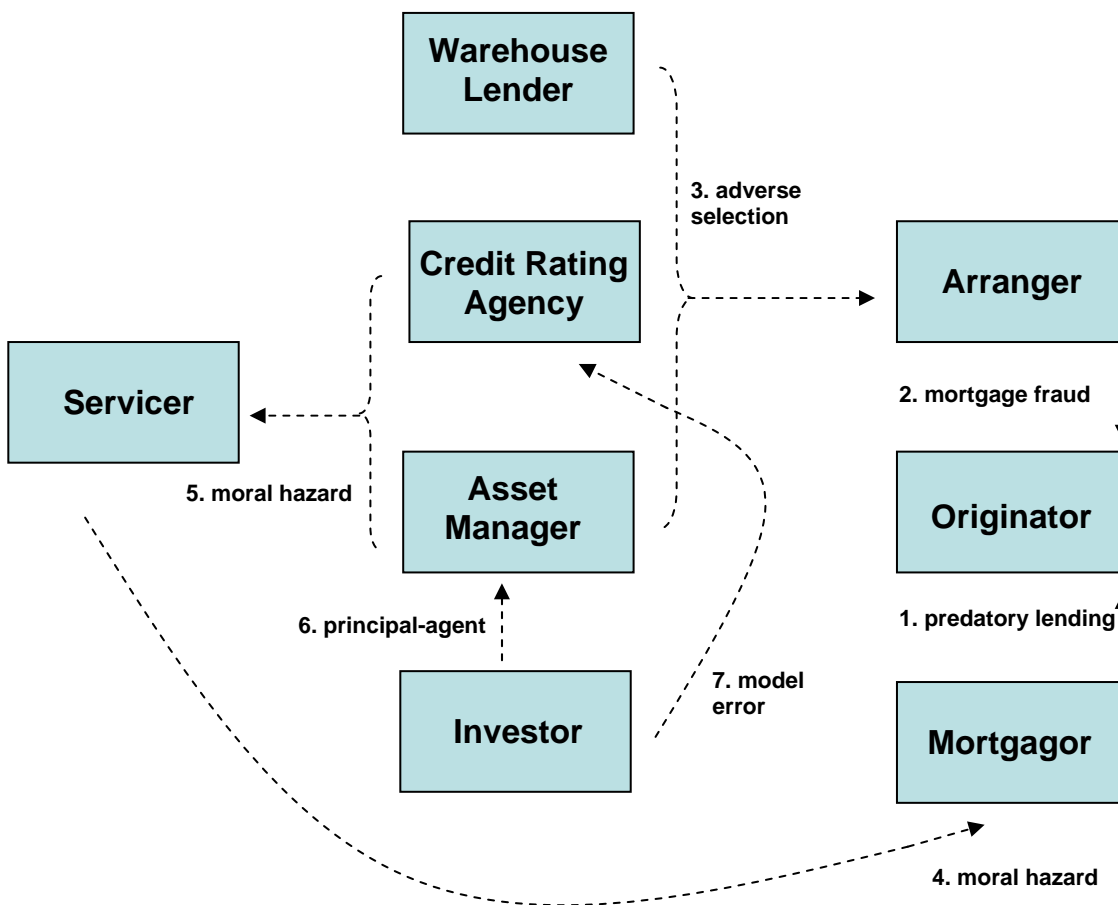 Warehouse
Lender
3. adverse
selection
Credit Rating
Agency
Arranger
Servicer
2. mortgage fraud
5. moral hazard
Asset
Manager
Originator
6. principal-agent
1. predatory lending
7. model
error
Investor
Mortgagor
4. moral hazard